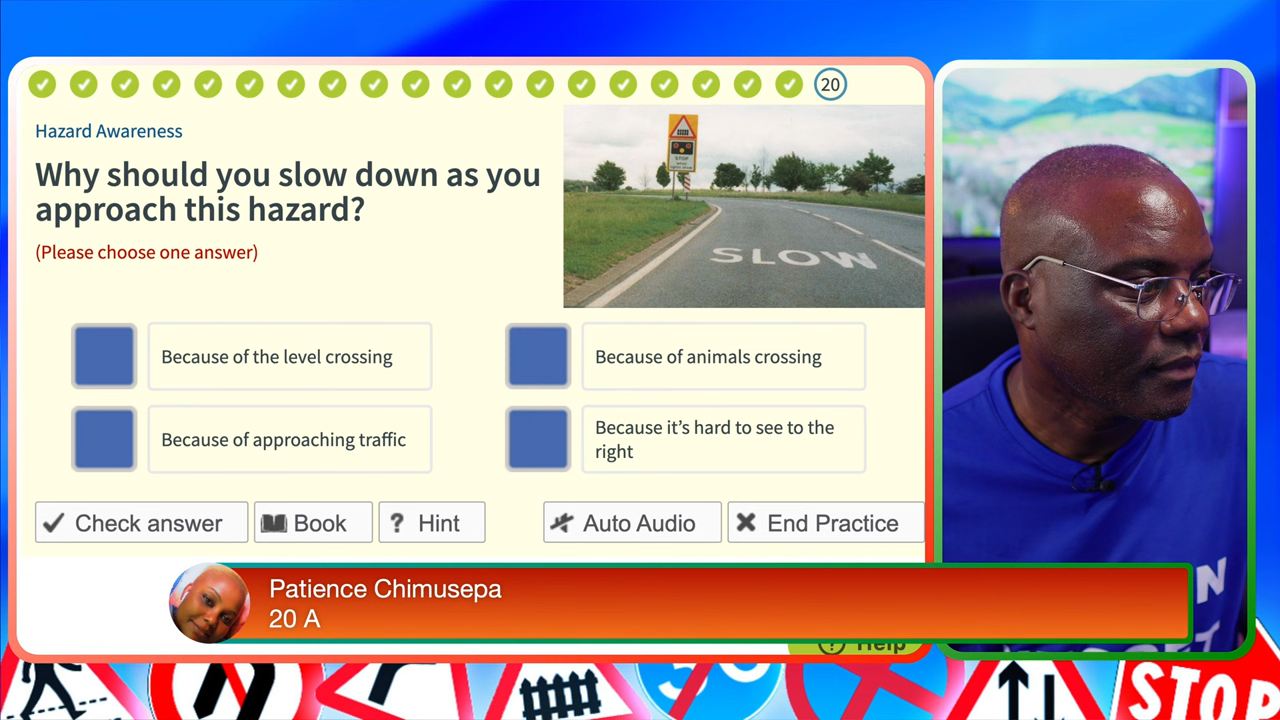 20
Hazard Awareness
Why should you slow down as you
approach this hazard?
(Please choose one answer)
STOP
SLOW
Because of the level crossing
Because of animals crossing
Because of approaching traffic
Because it’s hard to see to the
right
Check answer
Book
? Hint
Auto Audio
End Practice
Patience Chimusepa
20 A
Help
STOP